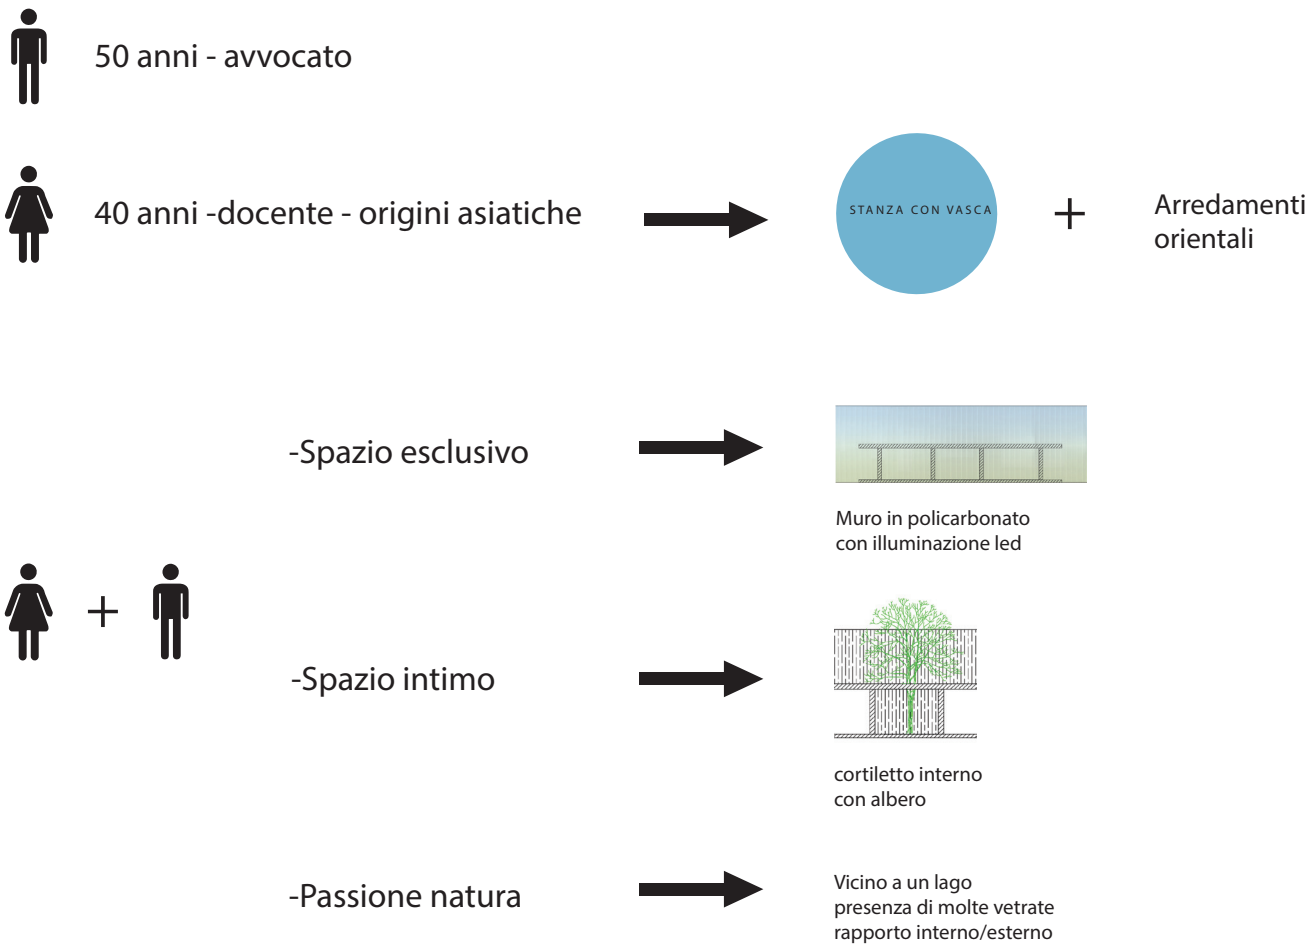 50 anni - avvocato
40 anni -docente - origini asiatiche
STANZA CON VASCA
+
Arredamenti
orientali
-Spazio esclusivo
Muro in policarbonato
con illuminazione led
+
-Spazio intimo
cortiletto interno
con albero
-Passione natura
Vicino a un lago
presenza di molte vetrate
rapporto interno/esterno